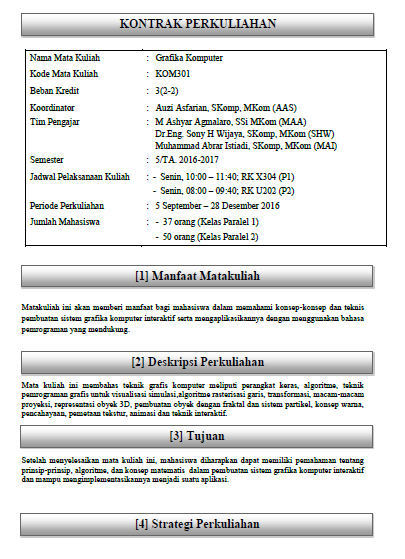 KONTRAK PERKULIAHAN
Nama Mata Kuliah : Grafika Komputer
Kode Mata Kuliah : KOM301
Beban Kredit : 3(2-2)
Koordinator : Auzi Asfarian, SKomp, MKom (AAS)
Tim Pengajar : M Ashyar Agmalaro, SSi MKom (MAA)
Dr.Eng. Sony H Wijaya, SKomp, MKom (SHW)
Muhammad Abrar Istiadi, SKomp, MKom (MAI)
Semester : 5/TA. 2016-2017
Jadwal Pelaksanaan Kuliah : - Senin, 10:00 – 11:40; RK X304 (P1)
- Senin, 08:00 – 09:40; RK U202 (P2)
Periode Perkuliahan : 5 September – 28 Desember 2016
Jumlah Mahasiswa : - 37 orang (Kelas Paralel 1)
- 50 orang (Kelas Paralel 2)
[1] Manfaat Matakuliah
Matakuliah ini akan memberi manfaat bagi mahasiswa dalam memahami konsep-konsep dan teknis
pembuatan sistem grafika komputer interaktif serta mengaplikasikannya dengan menggunakan bahasa
pemrograman yang mendukung.
[2] Deskripsi Perkuliahan
Mata kuliah ini membahas teknik grafis komputer meliputi perangkat keras, algoritme, teknik
pemrograman grafis untuk visualisasi simulasi,algoritme rasterisasi garis, transformasi, macam-macam
proyeksi, representasi obyek 3D, pembuatan obyek dengan fraktal dan sistem partikel, konsep warna,
pencahayaan, pemetaan tekstur, animasi dan teknik interaktif.
[3] Tujuan
Setelah menyelesaikan mata kuliah ini, mahasiswa diharapkan dapat memiliki pemahaman tentang
prinsip-prinsip, algoritme, dan konsep matematis dalam pembuatan sistem grafika komputer interaktif
dan mampu mengimplementasikannya menjadi suatu aplikasi.
[4] Strategi Perkuliahan